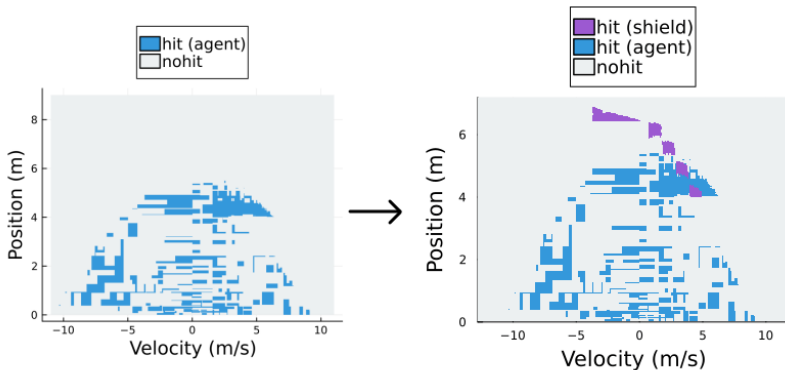 hit (agent)
nohit
8
6
4
2
0
Position (m)
−10
−5
0
5
10
Velocity (m/s)
hit (shield)
hit (agent)
nohit
6
4
2
0
Position (m)
−10
−5
0
5
10
Velocity (m/s)